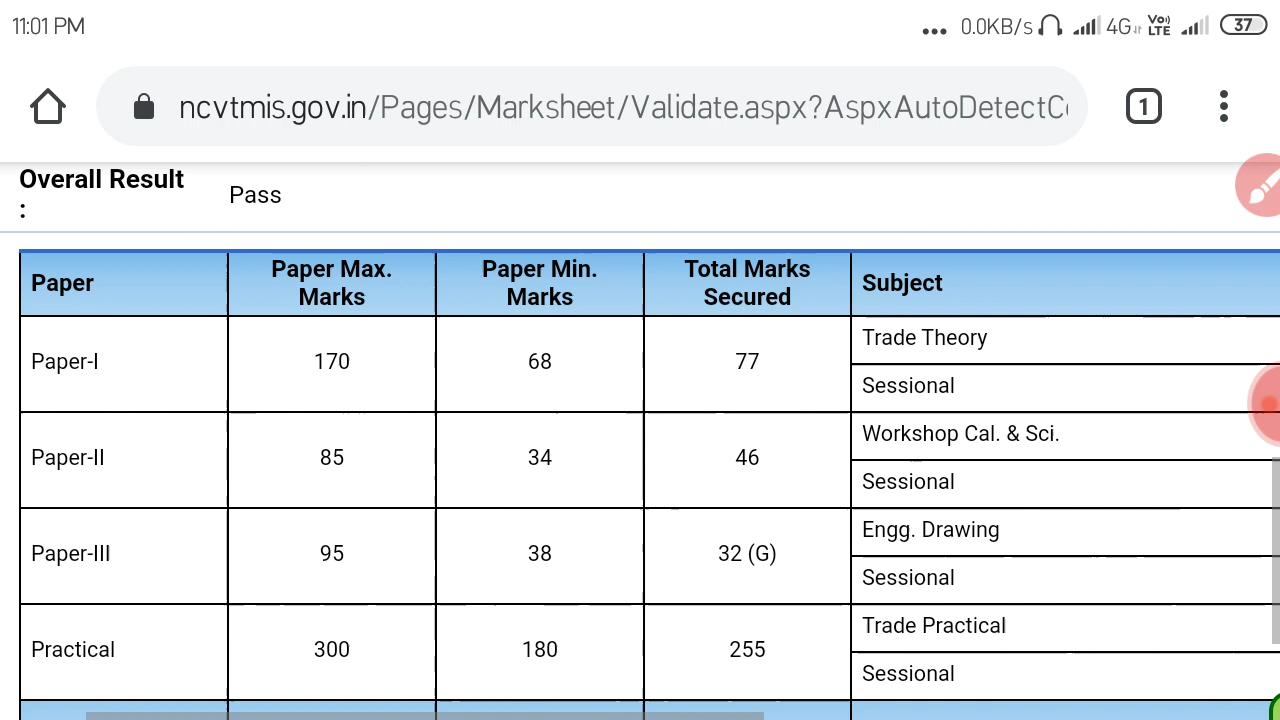 11:01 PM
... 0.0KB/s 4G Vo) LTE 37
ncvtmis.gov.in/Pages/Marksheet/Validate.aspx?AspxAutoDetectC
1
Overall Result
:
Pass
Paper
Paper Max.
Marks
Paper Min.
Marks
Total Marks
Secured
Subject
Paper-I
170
68
77
Trade Theory
Sessional
Paper-II
85
34
46
Workshop Cal. & Sci.
Sessional
Paper-III
95
38
32 (G)
Engg. Drawing
Sessional
Practical
300
180
255
Trade Practical
Sessional